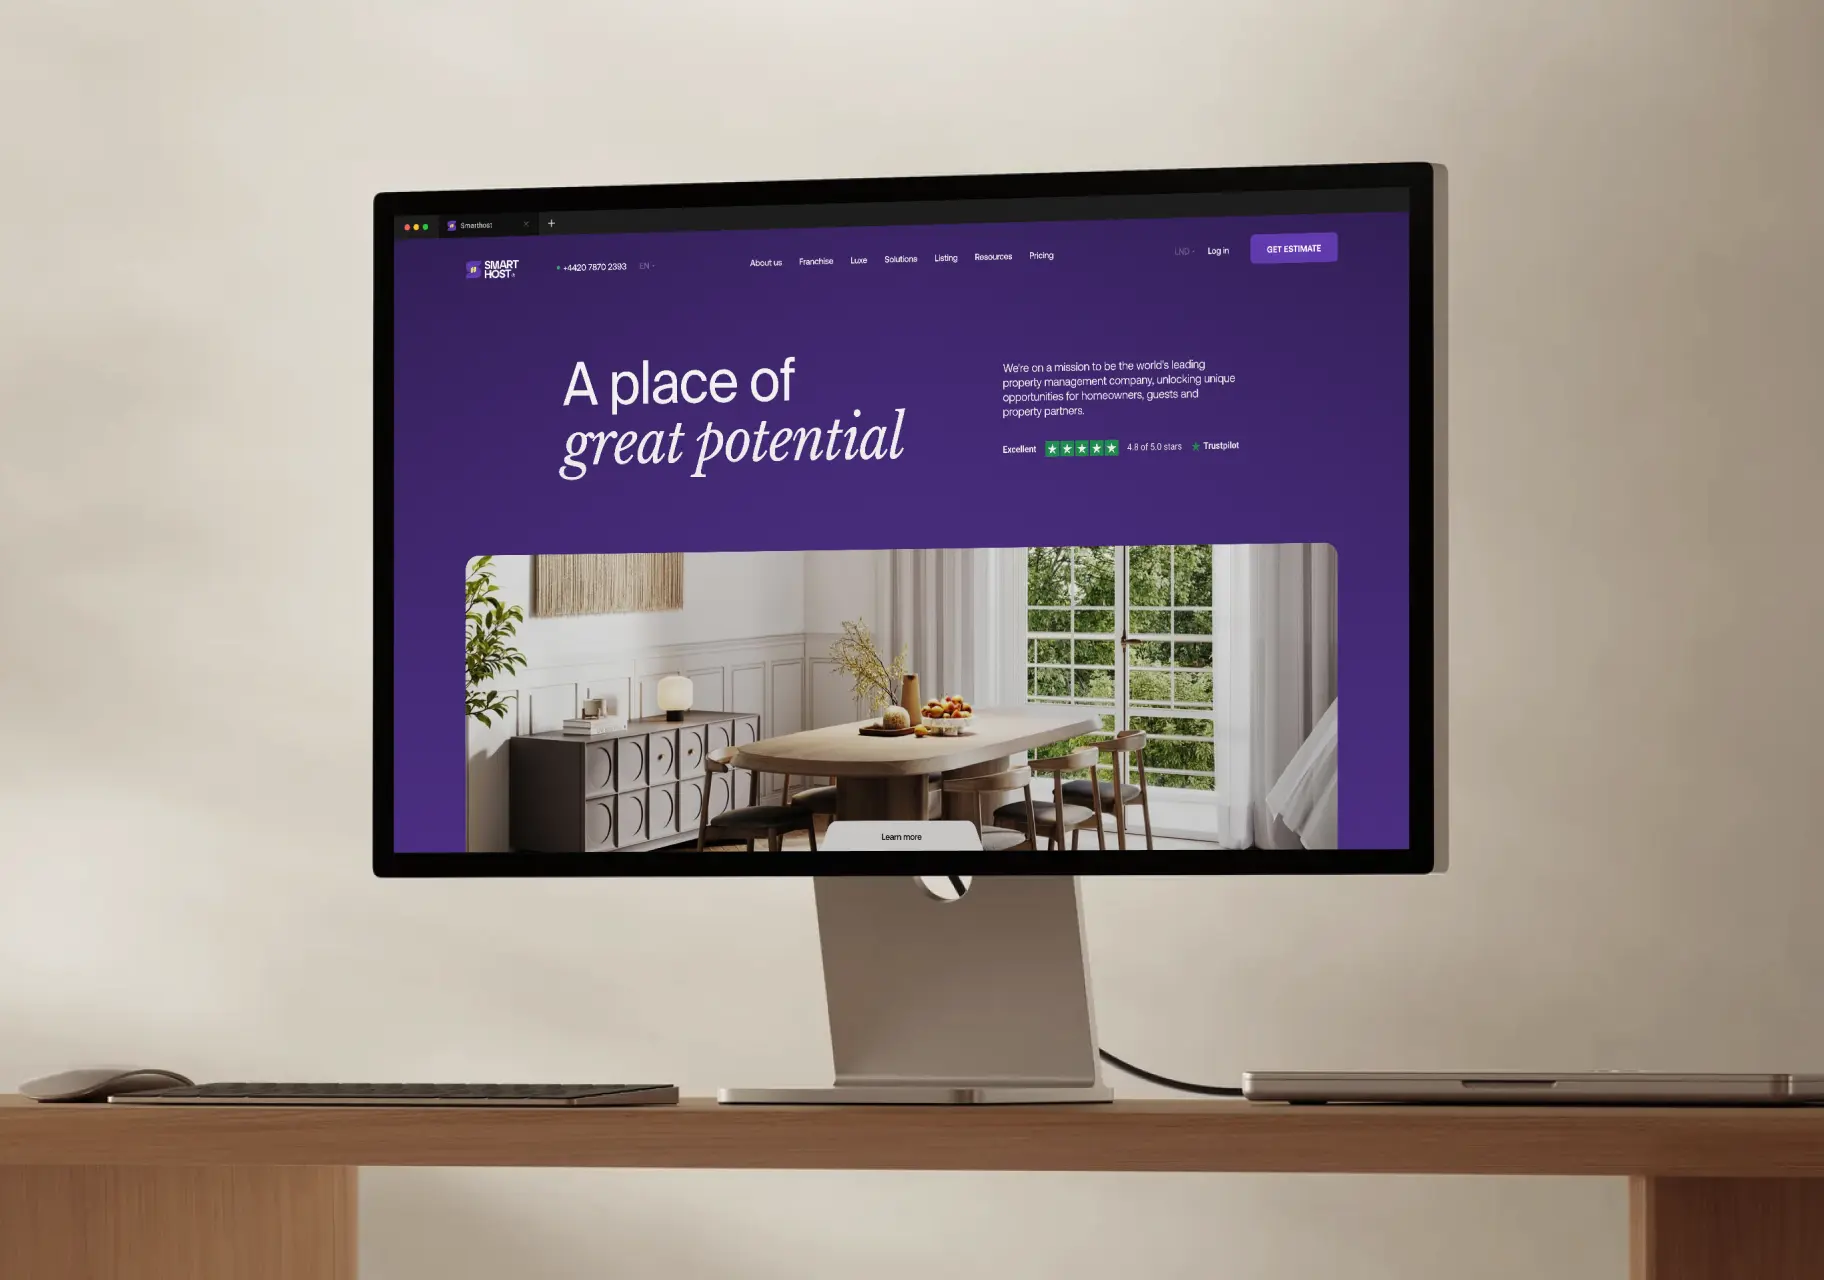 Smarthost
SMART
HOST
+4420 7870 2393
EN
About us
Franchise
Luxe
Solutions
Listing
Resources
Pricing
LND
Log in
GET ESTIMATE
A place of
great potential
We're on a mission to be the world's leading
property management company, unlocking unique
opportunities for homeowners, guests and
property partners.
Excellent
4.8 of 5.0 stars
Trustpilot
Learn more